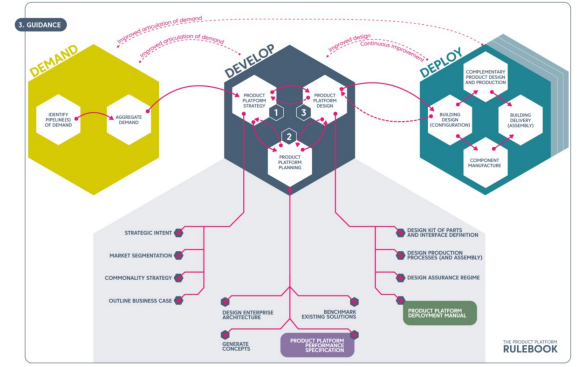 3. GUIDANCE
Improved articulation of demand
Improved articulation of demand
Improved design
Continuous improvement
DEMAND
DEVELOP
DEPLOY
IDENTIFY
PIPELINE(S)
OF DEMAND
AGGREGATE
DEMAND
PRODUCT
PLATFORM
STRATEGY
PRODUCT
PLATFORM
DESIGN
1
3
2
PRODUCT
PLATFORM
PLANNING
COMPLEMENTARY
PRODUCT DESIGN
AND PRODUCTION
BUILDING
DESIGN
(CONFIGURATION)
BUILDING
DELIVERY
(ASSEMBLY)
COMPONENT
MANUFACTURE
STRATEGIC INTENT
MARKET SEGMENTATION
COMMONALITY STRATEGY
OUTLINE BUSINESS CASE
DESIGN ENTERPRISE
ARCHITECTURE
GENERATE
CONCEPTS
BENCHMARK
EXISTING SOLUTIONS
PRODUCT PLATFORM
PERFORMANCE
SPECIFICATION
DESIGN KIT OF PARTS
AND INTERFACE DEFINITION
DESIGN PRODUCTION
PROCESSES (AND ASSEMBLY)
DESIGN ASSURANCE REGIME
PRODUCT PLATFORM
DEPLOYMENT MANUAL
THE PRODUCT PLATFORM
RULEBOOK